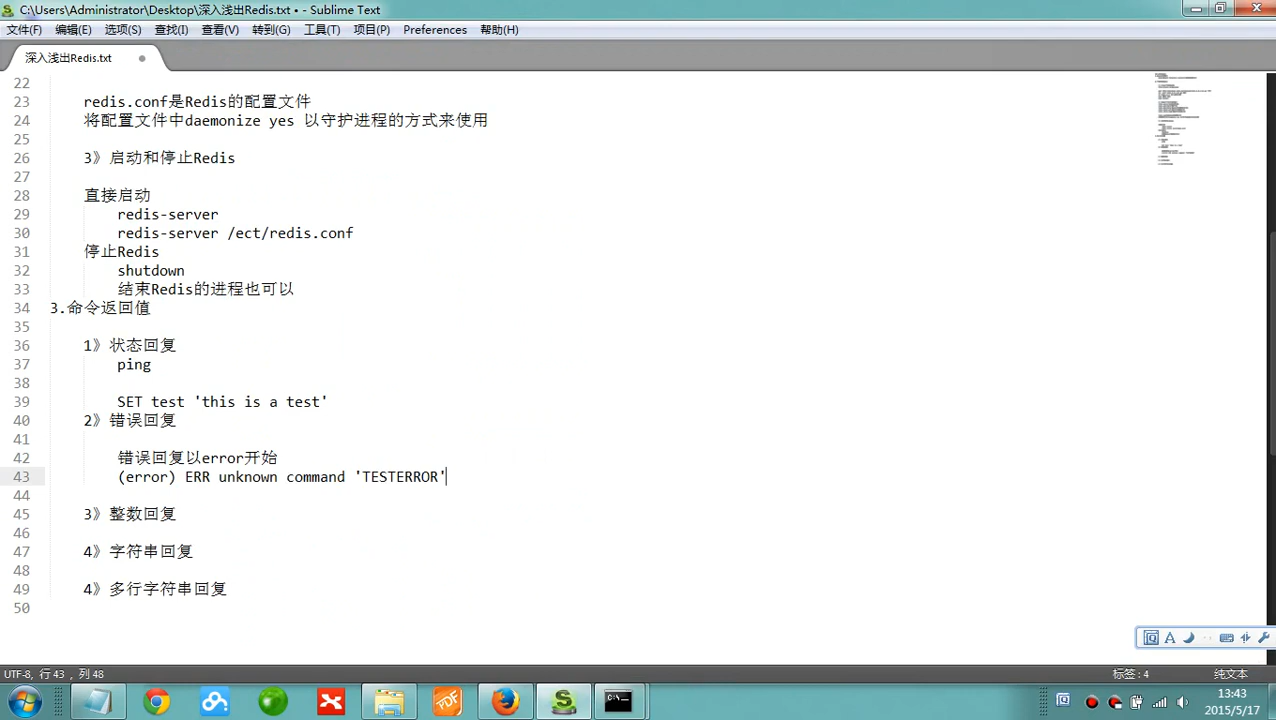 C:\Users\Administrator\Desktop\深入浅出Redis.txt • - Sublime Text
文件(F) 编辑(E) 选项(S) 查找(I) 查看(V) 转到(G) 工具(T) 项目(P) Preferences 帮助(H)
深入浅出Redis.txt
22
23 redis.conf是Redis的配置文件
24 将配置文件中daemonize yes 以守护进程的方式来使用
25
26 3》启动和停止Redis
27
28 直接启动
29 redis-server
30 redis-server /ect/redis.conf
31 停止Redis
32 shutdown
33 结束Redis的进程也可以
34 3.命令返回值
35
36 1》状态回复
37 ping
38
39 SET test 'this is a test'
40 2》错误回复
41
42 错误回复以error开始
43 (error) ERR unknown command 'TESTERROR'
44
45 3》整数回复
46
47 4》字符串回复
48
49 4》多行字符串回复
50
UTF-8, 行 43 , 列 48 标签: 4 纯文本
13:43
2015/5/17